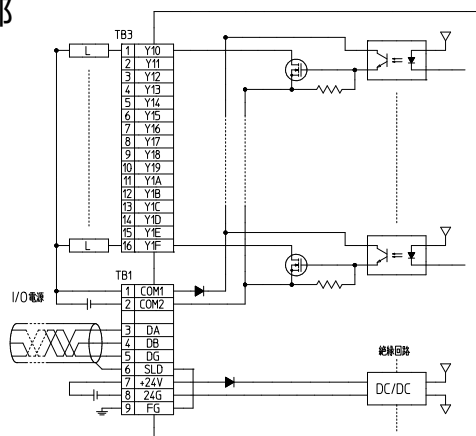 部
TB3
L
1 Y10
2 Y11
3 Y12
4 Y13
5 Y14
6 Y15
7 Y16
8 Y17
9 Y18
10 Y19
11 Y1A
12 Y1B
13 Y1C
14 Y1D
15 Y1E
L
16 Y1F
TB1
1 COM1
I/O電源
2 COM2
3 DA
4 DB
5 DG
6 SLD
7 +24V
8 24G
9 FG
絶縁回路
DC/DC